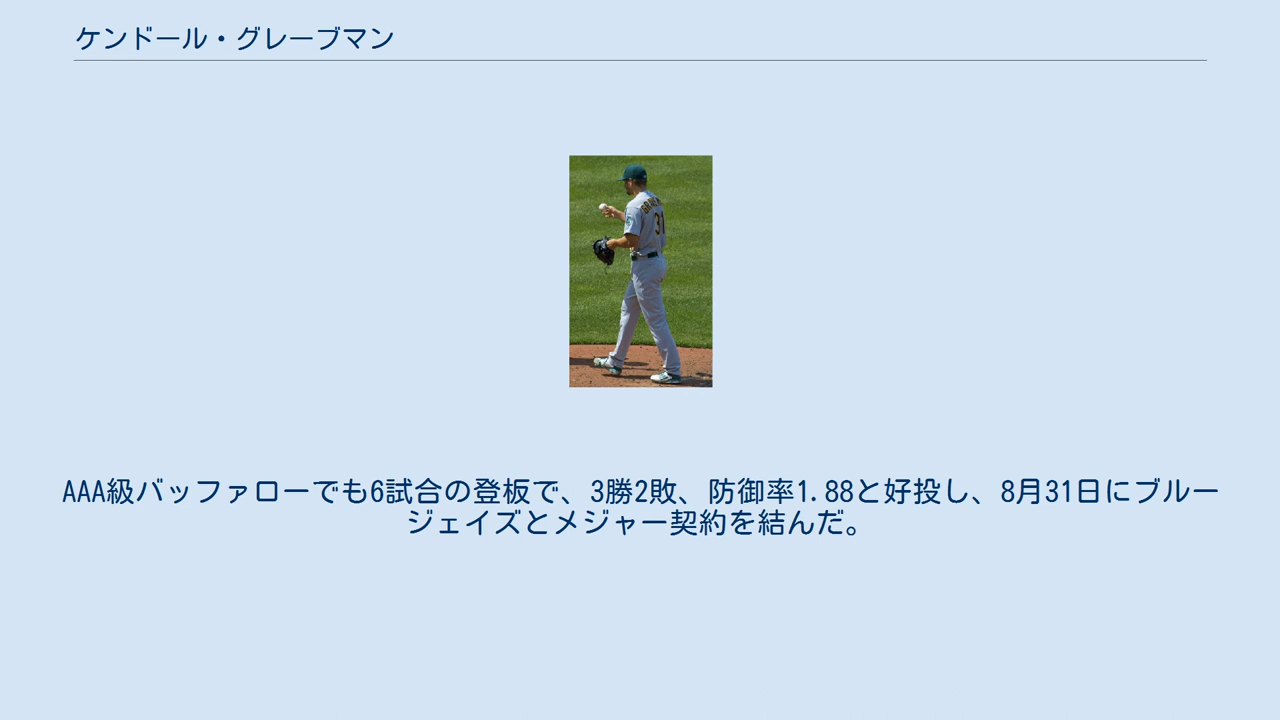 ケンドール・グレーブマン
31
AAA級バッファローでも6試合の登板で、3勝2敗、防御率1.88と好投し、8月31日にブルー
ジェイズとメジャー契約を結んだ。